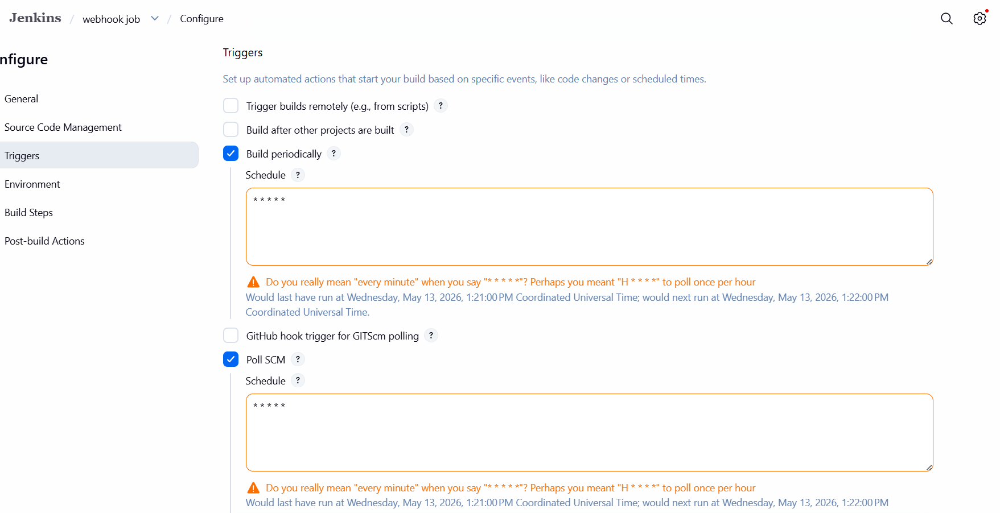 Jenkins / webhook job / Configure
nfigure
General
Source Code Management
Triggers
Environment
Build Steps
Post-build Actions
Triggers
Set up automated actions that start your build based on specific events, like code changes or scheduled times.
Trigger builds remotely (e.g., from scripts) ?
Build after other projects are built ?
Build periodically ?
Schedule ?
* * * * *
Do you really mean "every minute" when you say "* * * * *"? Perhaps you meant "H * * * *" to poll once per hour
Would last have run at Wednesday, May 13, 2026, 1:21:00 PM Coordinated Universal Time; would next run at Wednesday, May 13, 2026, 1:22:00 PM
Coordinated Universal Time.
GitHub hook trigger for GITScm polling ?
Poll SCM ?
Schedule ?
* * * * *
Do you really mean "every minute" when you say "* * * * *"? Perhaps you meant "H * * * *" to poll once per hour
Would last have run at Wednesday, May 13, 2026, 1:21:00 PM Coordinated Universal Time; would next run at Wednesday, May 13, 2026, 1:22:00 PM